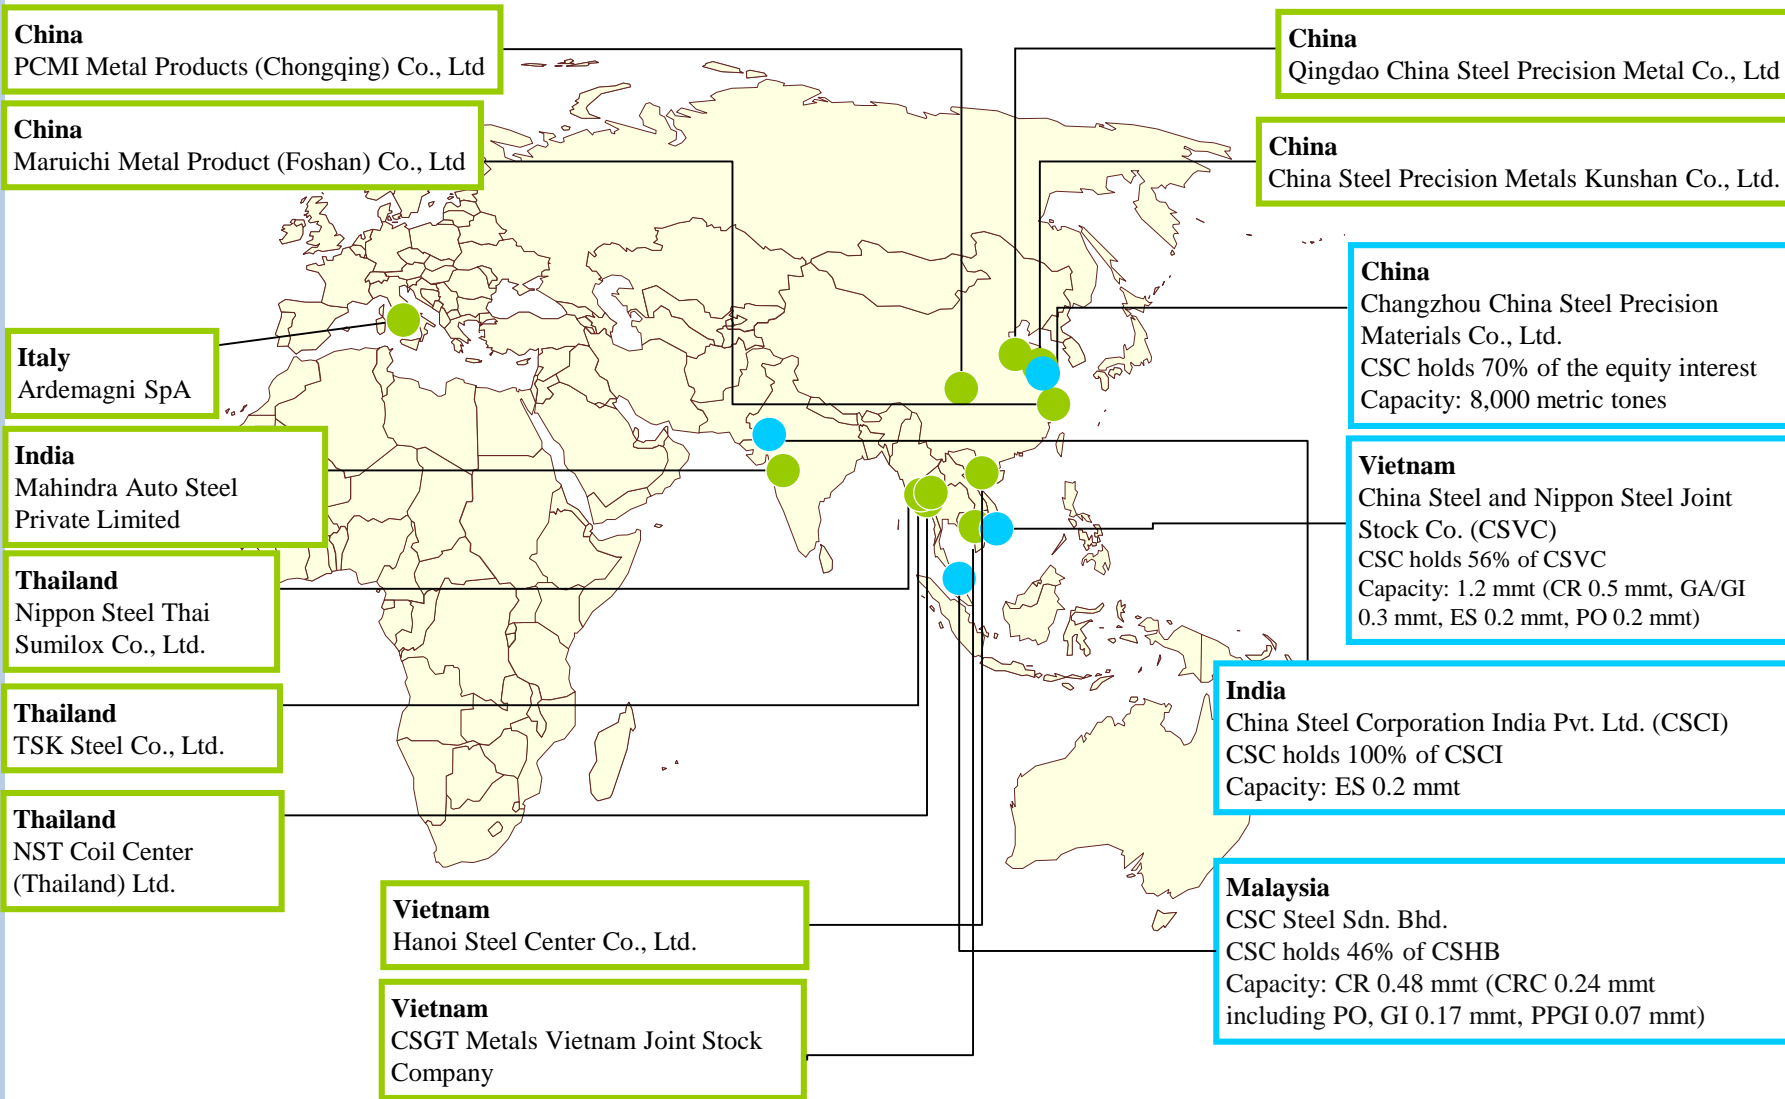 China
PCMI Metal Products (Chongqing) Co., Ltd
China
Maruichi Metal Product (Foshan) Co., Ltd
Italy
Ardemagni SpA
India
Mahindra Auto Steel
Private Limited
Thailand
Nippon Steel Thai
Sumilox Co., Ltd.
Thailand
TSK Steel Co., Ltd.
Thailand
NST Coil Center
(Thailand) Ltd.
Vietnam
Hanoi Steel Center Co., Ltd.
Vietnam
CSGT Metals Vietnam Joint Stock
Company
China
Qingdao China Steel Precision Metal Co., Ltd
China
China Steel Precision Metals Kunshan Co., Ltd.
China
Changzhou China Steel Precision
Materials Co., Ltd.
CSC holds 70% of the equity interest
Capacity: 8,000 metric tones
Vietnam
China Steel and Nippon Steel Joint
Stock Co. (CSVC)
CSC holds 56% of CSVC
Capacity: 1.2 mmt (CR 0.5 mmt, GA/GI
0.3 mmt, ES 0.2 mmt, PO 0.2 mmt)
India
China Steel Corporation India Pvt. Ltd. (CSCI)
CSC holds 100% of CSCI
Capacity: ES 0.2 mmt
Malaysia
CSC Steel Sdn. Bhd.
CSC holds 46% of CSHB
Capacity: CR 0.48 mmt (CRC 0.24 mmt
including PO, GI 0.17 mmt, PPGI 0.07 mmt)